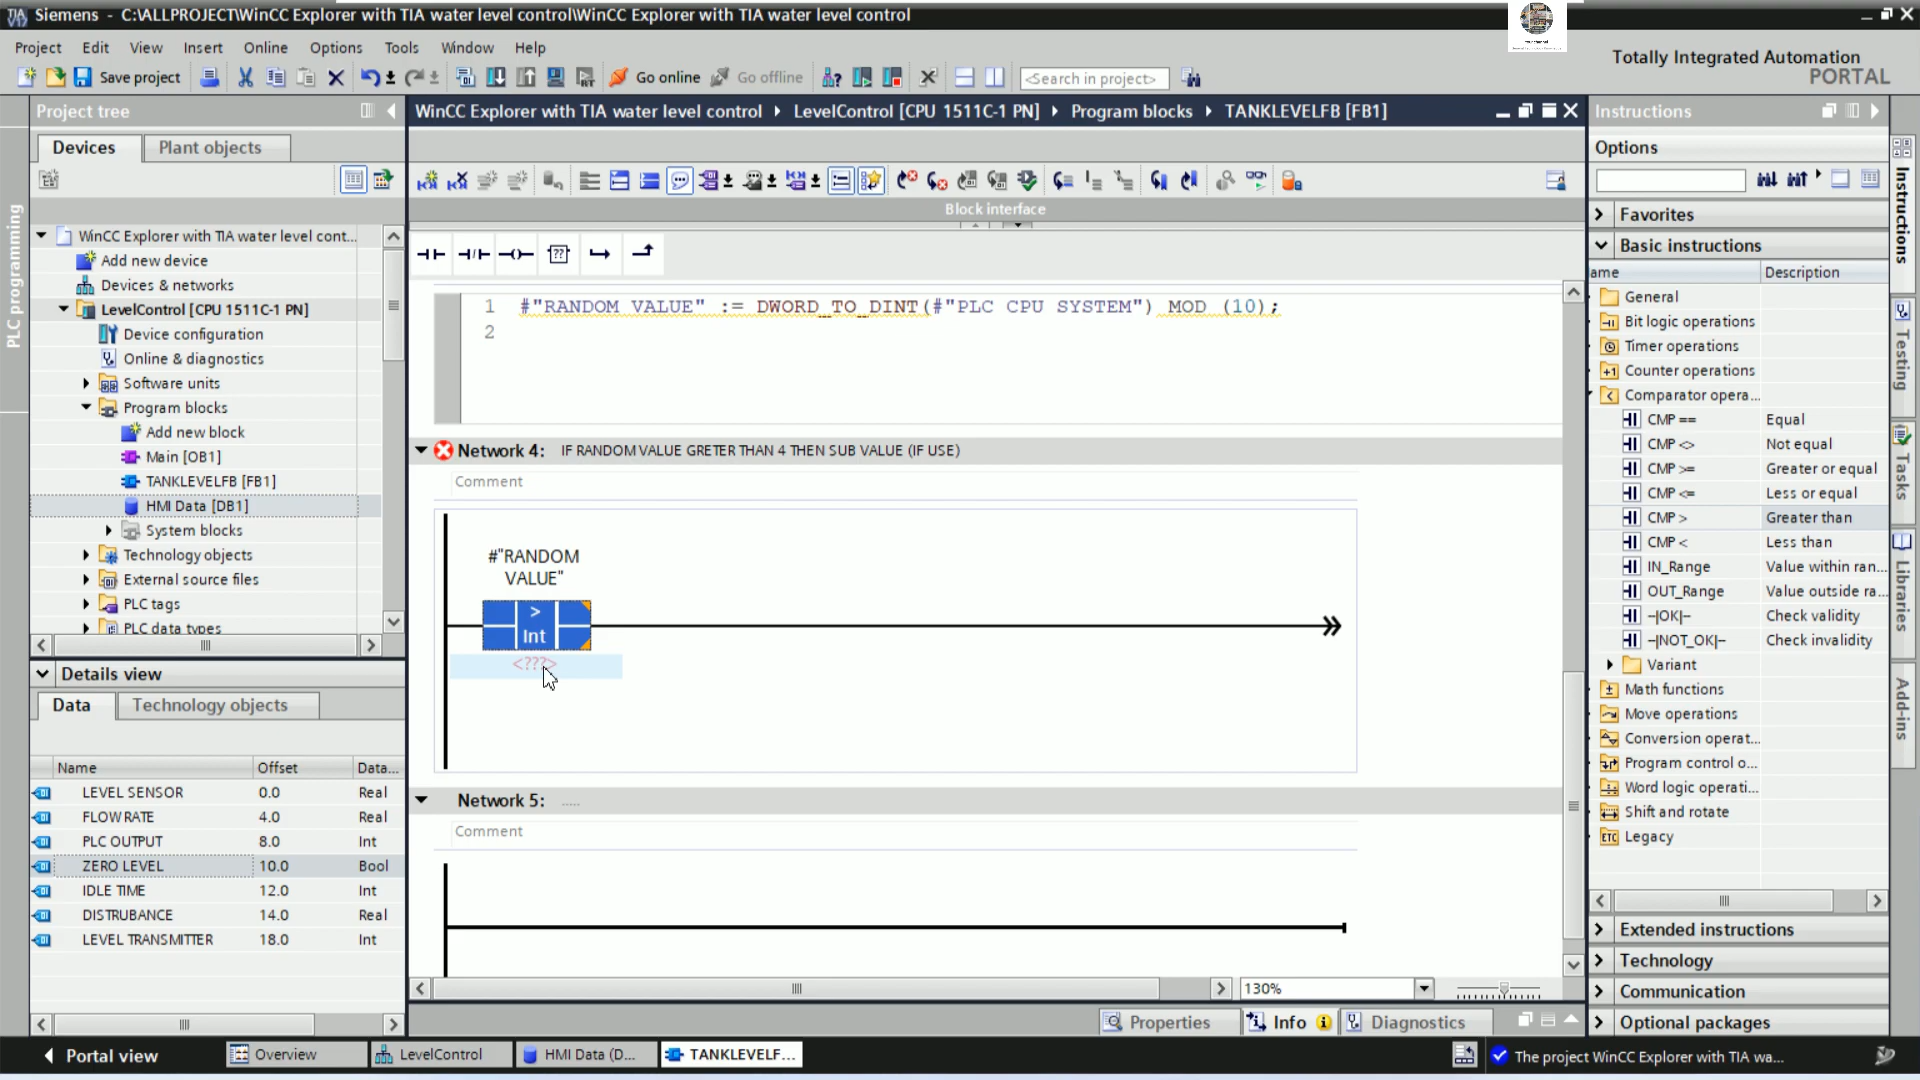 Siemens - C:\ALLPROJECT\WinCC Explorer with TIA water level control\WinCC Explorer with TIA water level control
Project Edit View Insert Online Options Tools Window Help
Totally Integrated Automation
PORTAL
Save project Go online Go offline <Search in project>
Project tree
WinCC Explorer with TIA water level control LevelControl [CPU 1511C-1 PN] Program blocks TANKLEVELFB [FB1]
Instructions
Devices Plant objects
Options
Block interface
PLC programming
WinCC Explorer with TIA water level cont...
Add new device
Devices & networks
LevelControl [CPU 1511C-1 PN]
Device configuration
Online & diagnostics
Software units
Program blocks
Add new block
Main [OB1]
TANKLEVELFB [FB1]
HMI Data [DB1]
System blocks
Technology objects
External source files
PLC tags
PLC data types
Details view
Data Technology objects
Name Offset Data...
LEVEL SENSOR 0.0 Real
FLOW RATE 4.0 Real
PLC OUTPUT 8.0 Int
ZERO LEVEL 10.0 Bool
IDLE TIME 12.0 Int
DISTRUBANCE 14.0 Real
LEVEL TRANSMITTER 18.0 Int
??
1 #"RANDOM VALUE" := DWORD_TO_DINT(#"PLC CPU SYSTEM") MOD (10);
2
Network 4: IF RANDOM VALUE GRETER THAN 4 THEN SUB VALUE (IF USE)
Comment
#"RANDOM
VALUE"
>
Int
<???>
Network 5: .....
Comment
130%
Properties Info Diagnostics
Favorites
Basic instructions
ame Description
General
Bit logic operations
Timer operations
Counter operations
Comparator opera...
CMP == Equal
CMP <> Not equal
CMP >= Greater or equal
CMP <= Less or equal
CMP > Greater than
CMP < Less than
IN_Range Value within ran...
OUT_Range Value outside ra...
-|OK|- Check validity
-|NOT_OK|- Check invalidity
Variant
Math functions
Move operations
Conversion operat...
Program control o...
Word logic operati...
Shift and rotate
ETC Legacy
Extended instructions
Technology
Communication
Optional packages
Instructions
Testing
Tasks
Libraries
Add-ins
Portal view Overview LevelControl HMI Data (D... TANKLEVELF... The project WinCC Explorer with TIA wa...